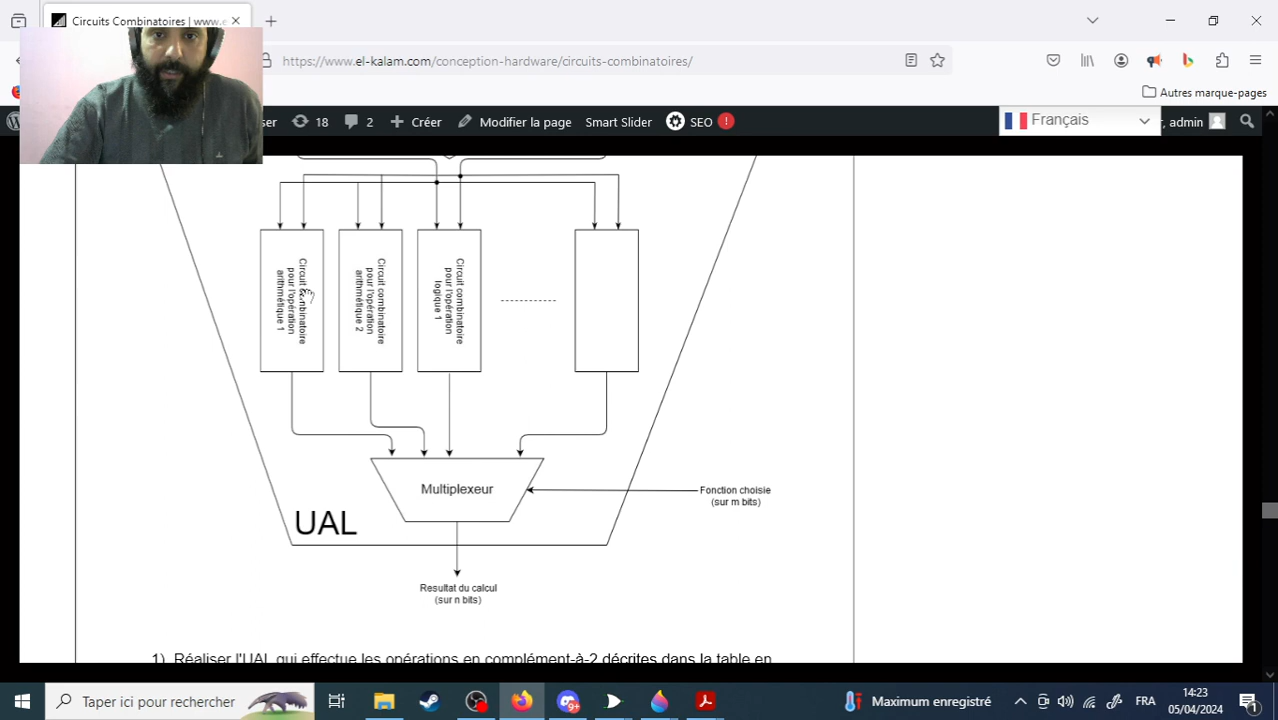 Circuits Combinatoires | www.e
https://www.el-kalam.com/conception-hardware/circuits-combinatoires/
Autres marque-pages
18
2
Créer
Modifier la page
Smart Slider
SEO
!
Français
admin
Circuit combinatoire
pour l'opération
arithmétique 1
Circuit combinatoire
pour l'opération
arithmétique 2
Circuit combinatoire
pour l'opération
logique 1
Multiplexeur
Fonction choisie
(sur m bits)
UAL
Resultat du calcul
(sur n bits)
1) Réaliser l'UAL qui effectue les opérations en complément-à-2 décrites dans la table en
Taper ici pour rechercher
Maximum enregistré
FRA
14:23
05/04/2024